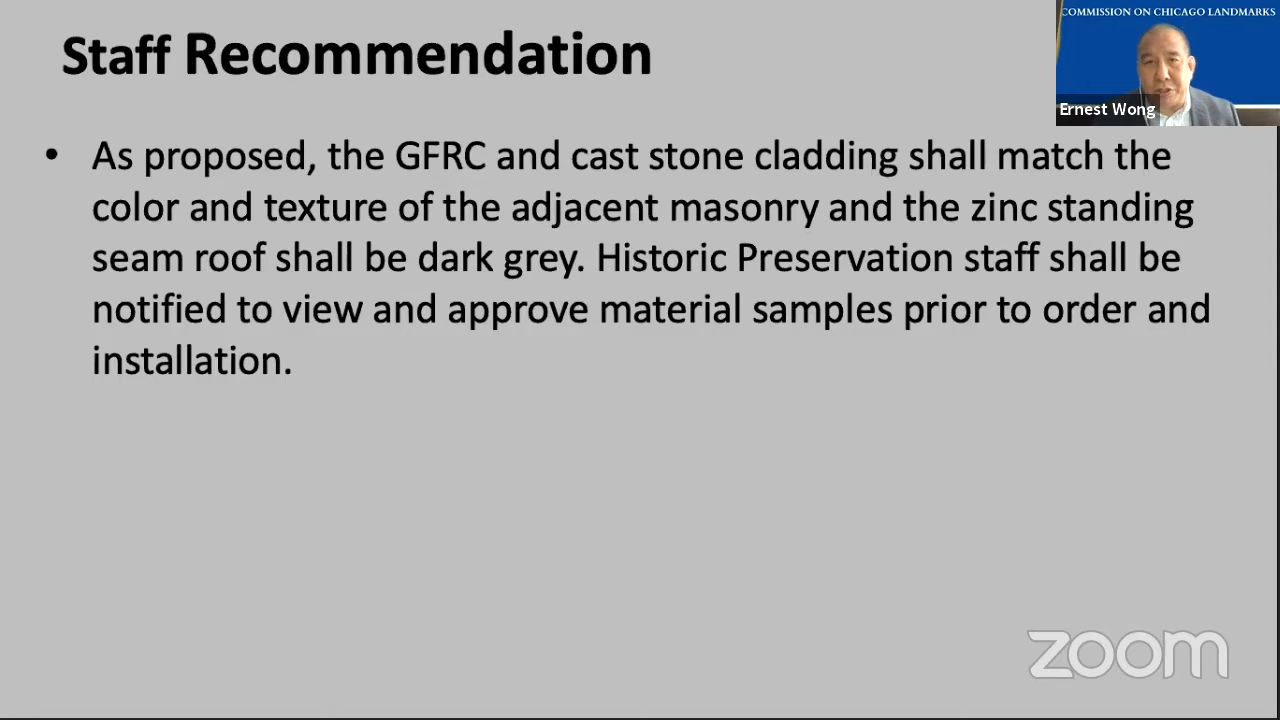 Staff Recommendation
COMMISSION ON CHICAGO LANDMARKS
Ernest Wong
• As proposed, the GFRC and cast stone cladding shall match the
color and texture of the adjacent masonry and the zinc standing
seam roof shall be dark grey. Historic Preservation staff shall be
notified to view and approve material samples prior to order and
installation.
zoom